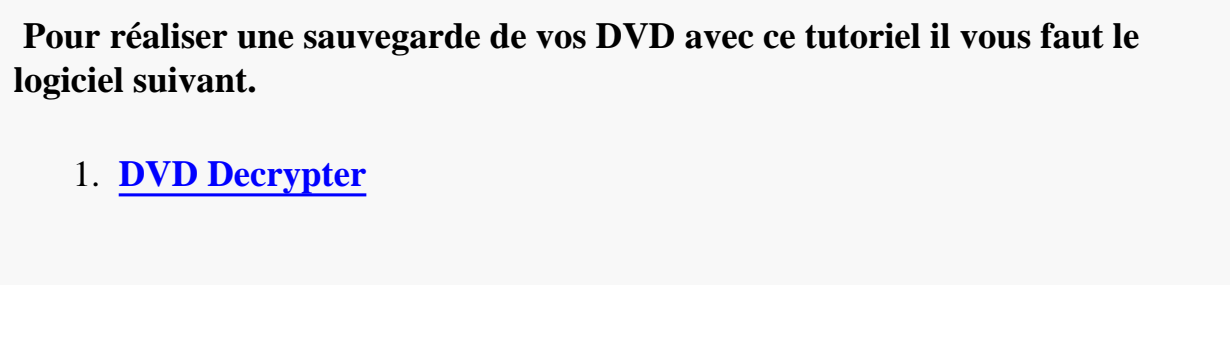 Pour réaliser une sauvegarde de vos DVD avec ce tutoriel il vous faut le
logiciel suivant.
1. DVD Decrypter